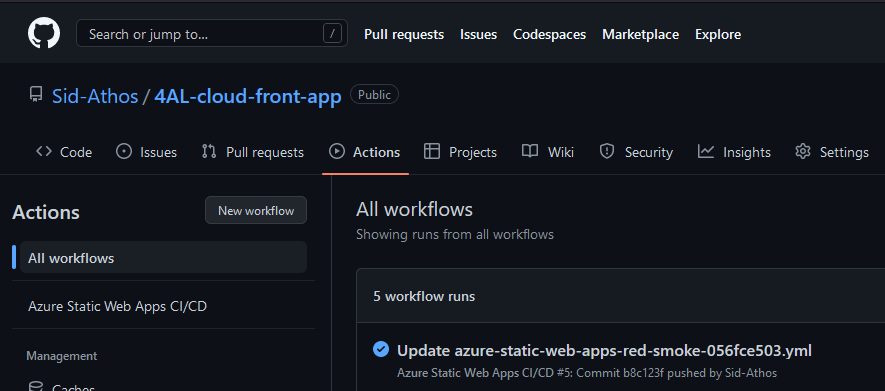 Search or jump to... /
Pull requests Issues Codespaces Marketplace Explore
Sid-Athos / 4AL-cloud-front-app Public
Code Issues Pull requests Actions Projects Wiki Security Insights Settings
Actions
New workflow
All workflows
Azure Static Web Apps CI/CD
Management
Caches
All workflows
Showing runs from all workflows
5 workflow runs
Update azure-static-web-apps-red-smoke-056fce503.yml
Azure Static Web Apps CI/CD #5: Commit b8c123f pushed by Sid-Athos